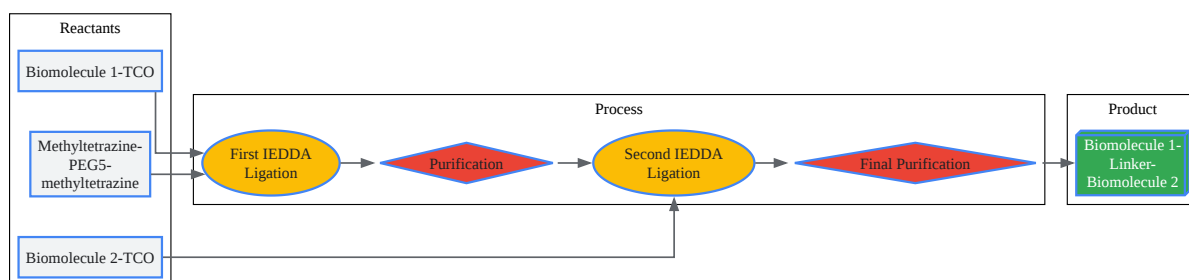 Reactants
Biomolecule 1-TCO
Methyltetrazine-
PEG5-
methyltetrazine
Biomolecule 2-TCO
Process
First IEDDA
Ligation
Purification
Second IEDDA
Ligation
Final Purification
Product
Biomolecule 1-
Linker-
Biomolecule 2